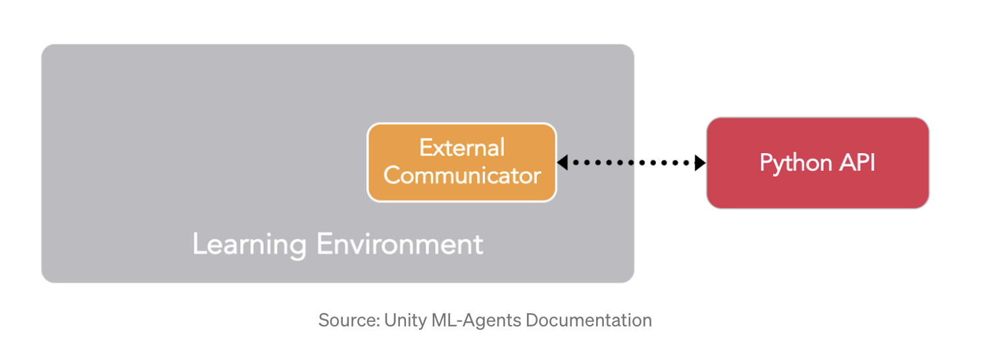 External
Communicator
Python API
Learning Environment
Source: Unity ML-Agents Documentation